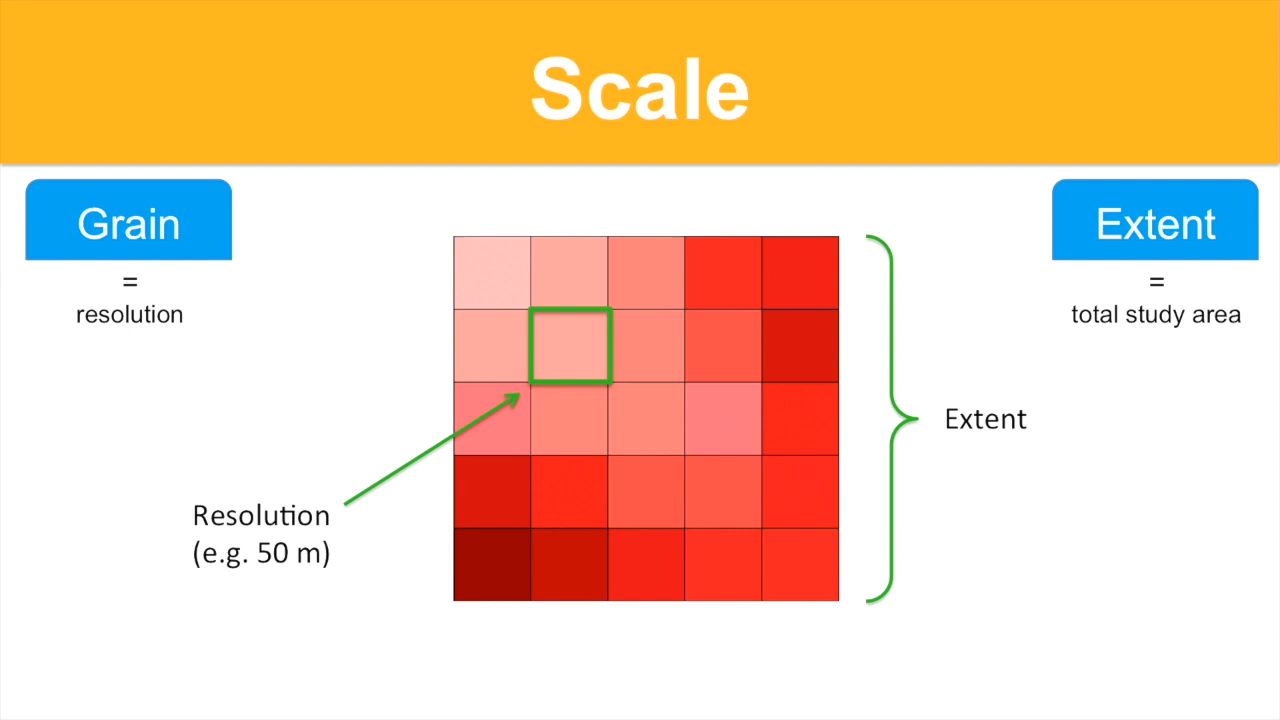 Scale
Grain
=
resolution
Extent
=
total study area
Resolution
(e.g. 50 m)
Extent